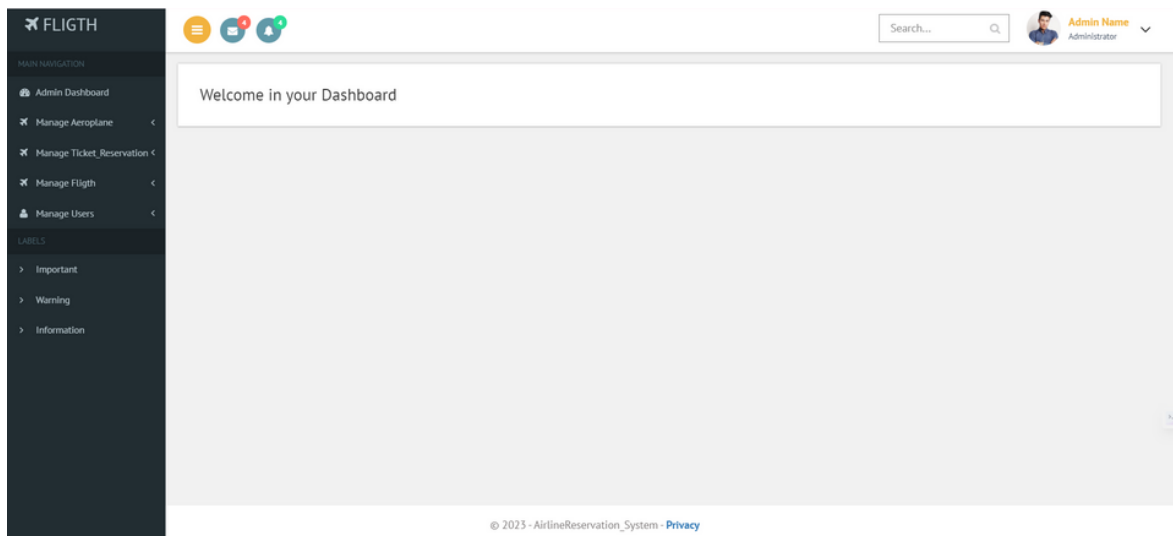 FLIGTH
4
4
Search...
Admin Name
Administrator
MAIN NAVIGATION
Admin Dashboard
Manage Aeroplane
Manage Ticket_Reservation
Manage Fligth
Manage Users
LABELS
Important
Warning
Information
Welcome in your Dashboard
© 2023 - AirlineReservation_System - Privacy